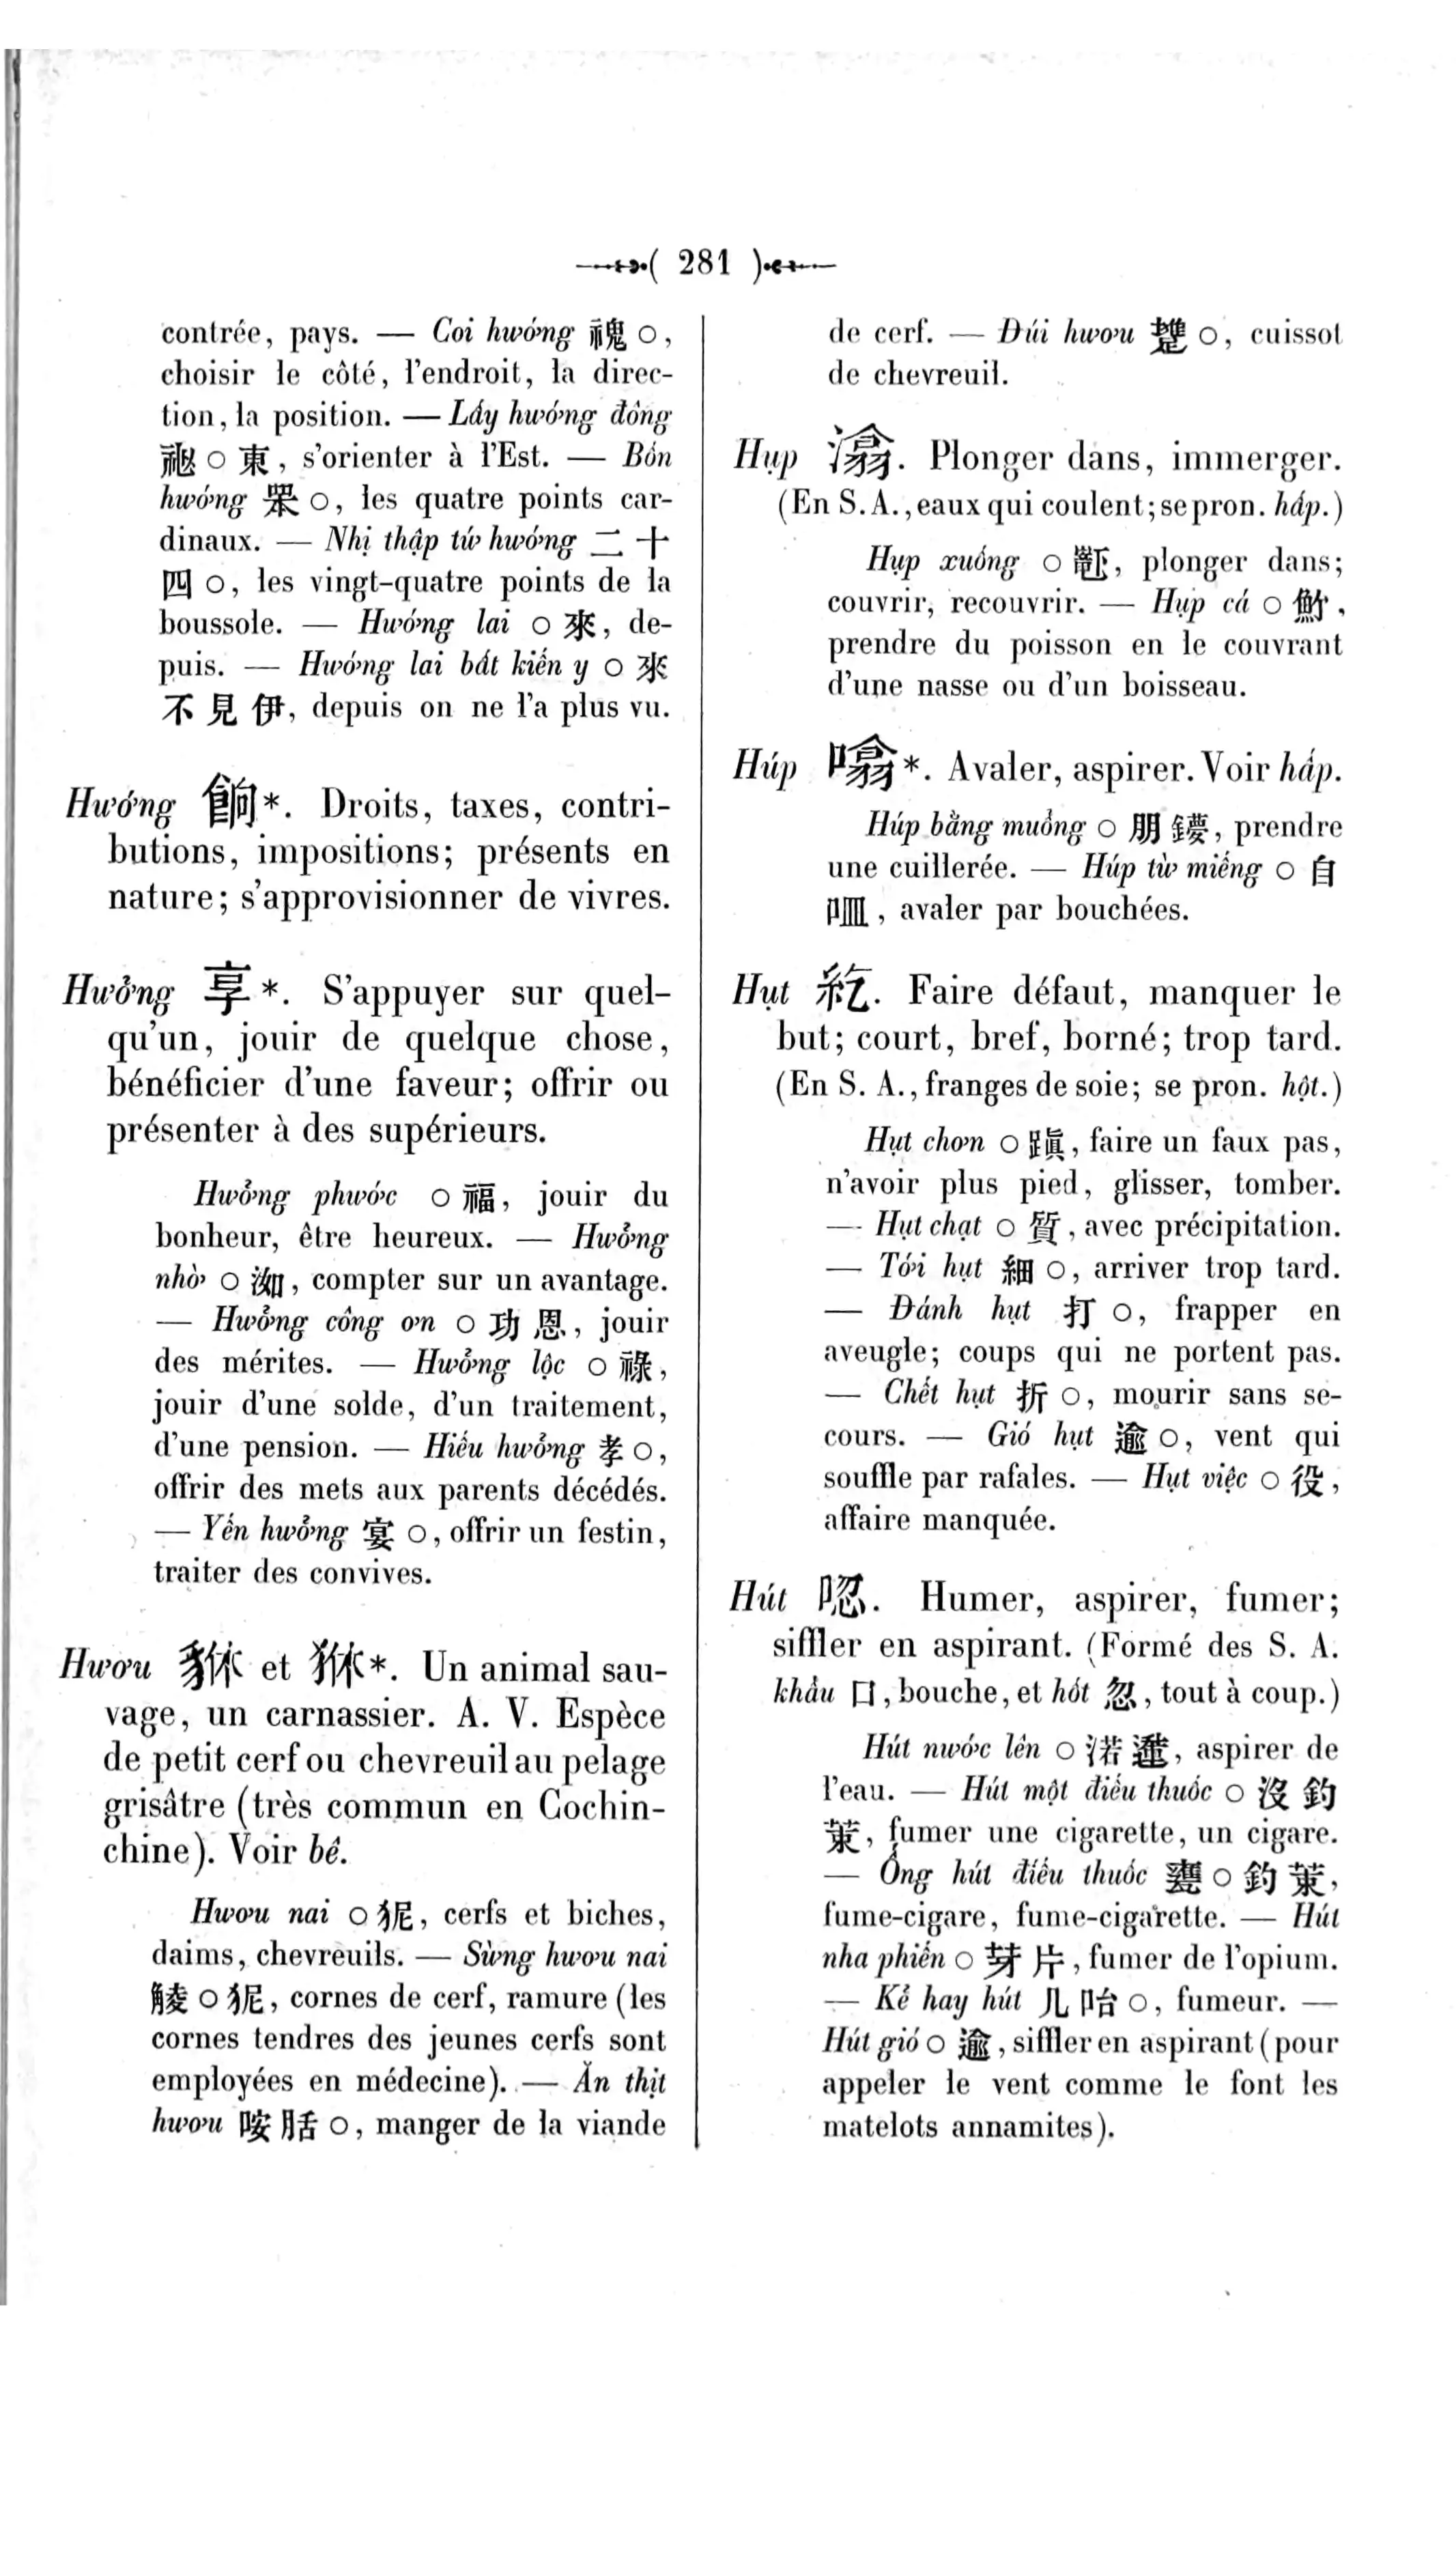 ( 281 )
contrée, pays. — Coi hướng 䰩 ○,
choisir le côté, l'endroit, la direc-
tion, la position. — Lấy hướng đông
○ 東, s'orienter à l'Est. — Bốn
hướng ○, les quatre points car-
dinaux. — Nhị thập tứ hướng 二 十
四 ○, les vingt-quatre points de la
boussole. — Hướng lai ○ 來, de-
puis. — Hướng lai bất kiến y ○ 來
不 見 伊, depuis on ne l'a plus vu.
Hướng 餉*. Droits, taxes, contri-
butions, impositions; présents en
nature; s'approvisionner de vivres.
Hưởng 享*. S'appuyer sur quel-
qu'un, jouir de quelque chose,
bénéficier d'une faveur; offrir ou
présenter à des supérieurs.
Hưởng phước ○ 福, jouir du
bonheur, être heureux. — Hưởng
nhờ ○ 洳, compter sur un avantage.
— Hưởng công ơn ○ 功 恩, jouir
des mérites. — Hưởng lộc ○ 祿,
jouir d'une solde, d'un traitement,
d'une pension. — Hiếu hưởng 孝 ○,
offrir des mets aux parents décédés.
— Yến hưởng 宴 ○, offrir un festin,
traiter des convives.
Hươu 貅 et *. Un animal sau-
vage, un carnassier. A. V. Espèce
de petit cerf ou chevreuil au pelage
grisâtre (très commun en Cochin-
chine). Voir bê.
Hươu nai ○ 狔, cerfs et biches,
daims, chevreuils. — Sừng hươu nai
○ 狔, cornes de cerf, ramure (les
cornes tendres des jeunes cerfs sont
employées en médecine). — Ăn thịt
hươu 咹 ○, manger de la viande
de cerf. — Đúi hươu ○, cuissot
de chevreuil.
Hụp 潝. Plonger dans, immerger.
(En S. A., eaux qui coulent; se pron. hấp.)
Hụp xuống ○, plonger dans;
couvrir, recouvrir. — Hụp cá ○,
prendre du poisson en le couvrant
d'une nasse ou d'un boisseau.
Húp 噏*. Avaler, aspirer. Voir hấp.
Húp bằng muổng ○ 朋, prendre
une cuillerée. — Húp từ miếng ○ 自
, avaler par bouchées.
Hụt 紇. Faire défaut, manquer le
but; court, bref, borné; trop tard.
(En S. A., franges de soie; se pron. hột.)
Hụt chơn ○ 蹎, faire un faux pas,
n'avoir plus pied, glisser, tomber.
— Hụt chạt ○ 質, avec précipitation.
— Tới hụt 細 ○, arriver trop tard.
— Đánh hụt 打 ○, frapper en
aveugle; coups qui ne portent pas.
— Chết hụt 折 ○, mourir sans se-
cours. — Gió hụt ○, vent qui
souffle par rafales. — Hụt việc ○ 役,
affaire manquée.
Hút 唿. Humer, aspirer, fumer;
siffler en aspirant. (Formé des S. A.
khẩu 口, bouche, et hốt 忽, tout à coup.)
Hút nước lên ○ 渃, aspirer de
l'eau. — Hút một điếu thuốc ○ 沒 釣
, fumer une cigarette, un cigare.
— Ống hút điếu thuốc 甕 ○ 釣,
fume-cigare, fume-cigarette. — Hút
nha phiến ○ 芽 片, fumer de l'opium.
— Kẻ hay hút 几 咍 ○, fumeur. —
Hút gió ○, siffler en aspirant (pour
appeler le vent comme le font les
matelots annamites).